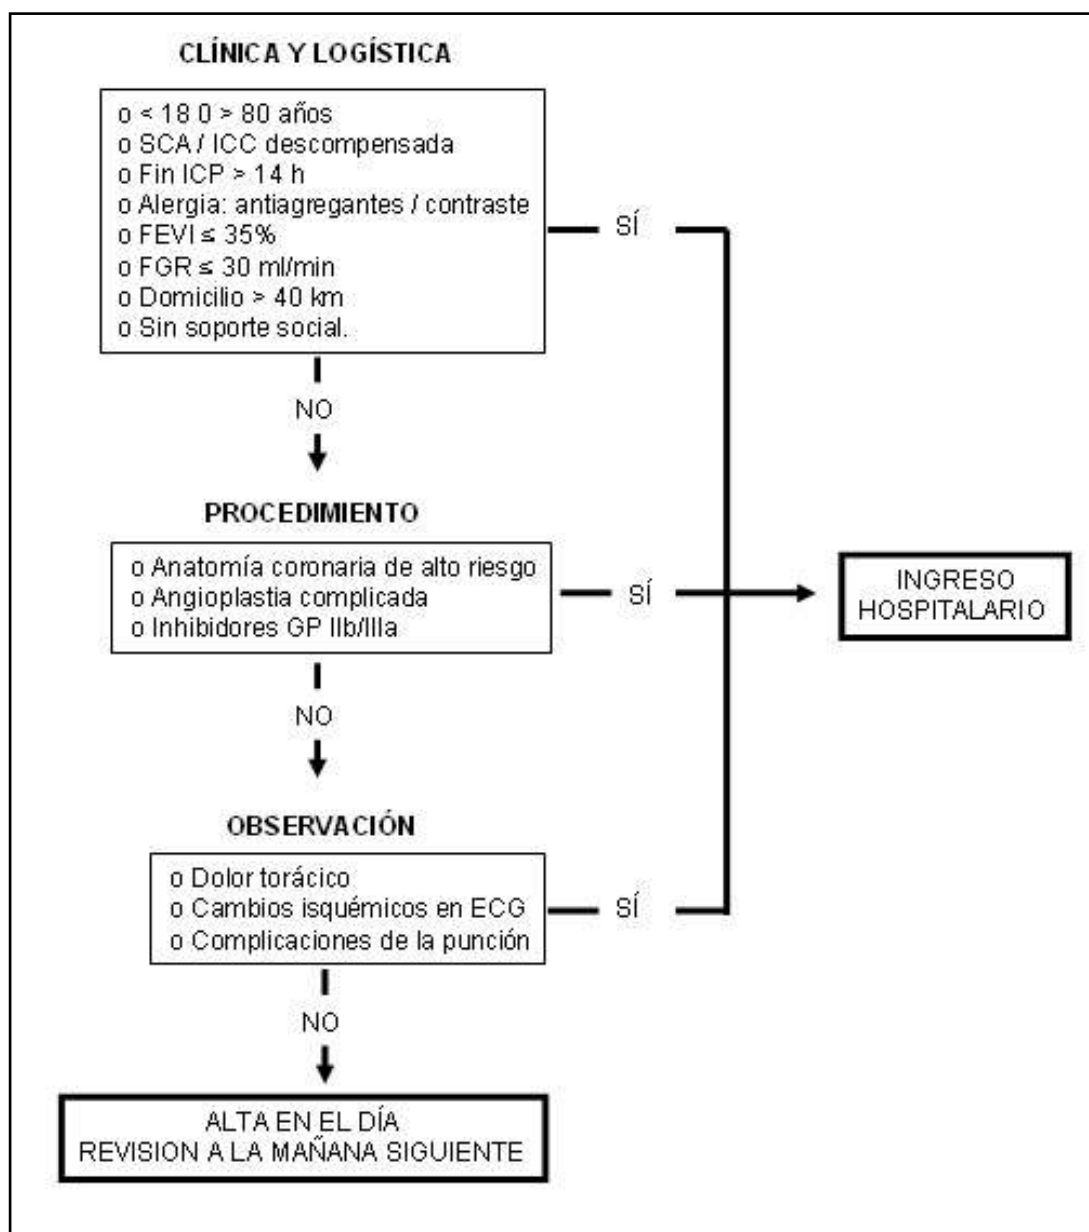 CLÍNICA Y LOGÍSTICA
o < 18 0 > 80 años
o SCA / ICC descompensada
o Fin ICP > 14 h
o Alergia: antiagregantes / contraste
o FEVI ≤ 35%
o FGR ≤ 30 ml/min
o Domicilio > 40 km
o Sin soporte social.
SÍ
NO
PROCEDIMIENTO
o Anatomía coronaria de alto riesgo
o Angioplastia complicada
o Inhibidores GP IIb/IIIa
SÍ
INGRESO
HOSPITALARIO
NO
OBSERVACIÓN
o Dolor torácico
o Cambios isquémicos en ECG
o Complicaciones de la punción
SÍ
NO
ALTA EN EL DÍA
REVISION A LA MAÑANA SIGUIENTE